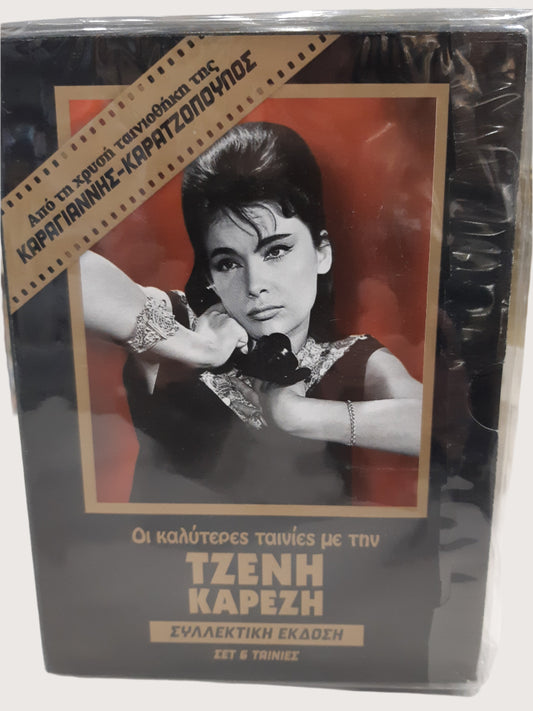 Από τη χρυσή ταινιοθήκη της
ΚΑΡΑΓΙΑΝΝΗΣ-ΚΑΡΑΤΖΟΠΟΥΛΟΣ
Οι καλύτερες ταινίες με την
ΤΖΕΝΗ
ΚΑΡΕΖΗ
ΣΥΛΛΕΚΤΙΚΗ ΕΚΔΟΣΗ
ΣΕΤ 6 ΤΑΙΝΙΕΣ